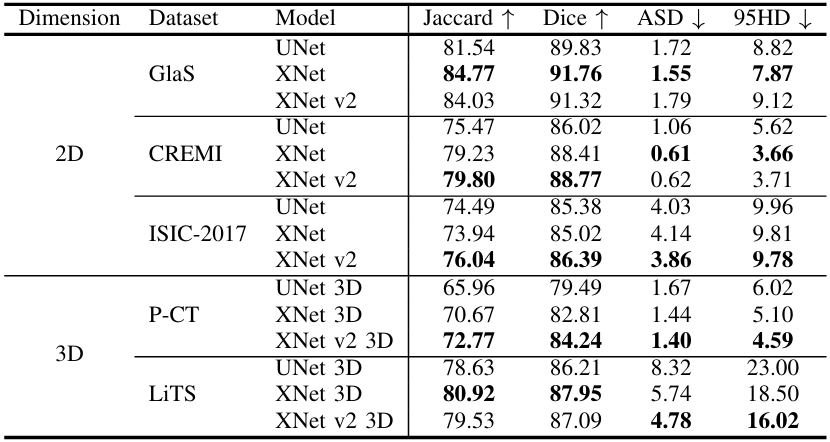 Dimension Dataset Model Jaccard ↑ Dice ↑ ASD ↓ 95HD ↓
UNet 81.54 89.83 1.72 8.82
GlaS XNet 84.77 91.76 1.55 7.87
XNet v2 84.03 91.32 1.79 9.12
UNet 75.47 86.02 1.06 5.62
2D CREMI XNet 79.23 88.41 0.61 3.66
XNet v2 79.80 88.77 0.62 3.71
UNet 74.49 85.38 4.03 9.96
ISIC-2017 XNet 73.94 85.02 4.14 9.81
XNet v2 76.04 86.39 3.86 9.78
UNet 3D 65.96 79.49 1.67 6.02
P-CT XNet 3D 70.67 82.81 1.44 5.10
XNet v2 3D 72.77 84.24 1.40 4.59
3D
UNet 3D 78.63 86.21 8.32 23.00
LiTS XNet 3D 80.92 87.95 5.74 18.50
XNet v2 3D 79.53 87.09 4.78 16.02